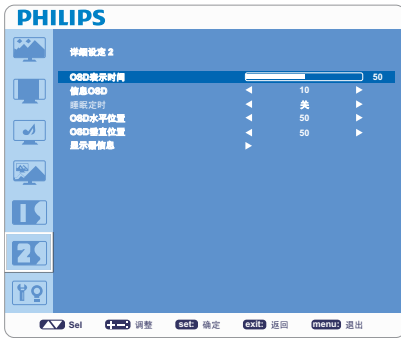 PHILIPS
详细设定 2
OSD表示时间 50
信息OSD 10
睡眠定时 关
OSD水平位置 50
OSD垂直位置 50
显示器信息
Sel 调整 set: 确定 exit: 返回 menu: 退出